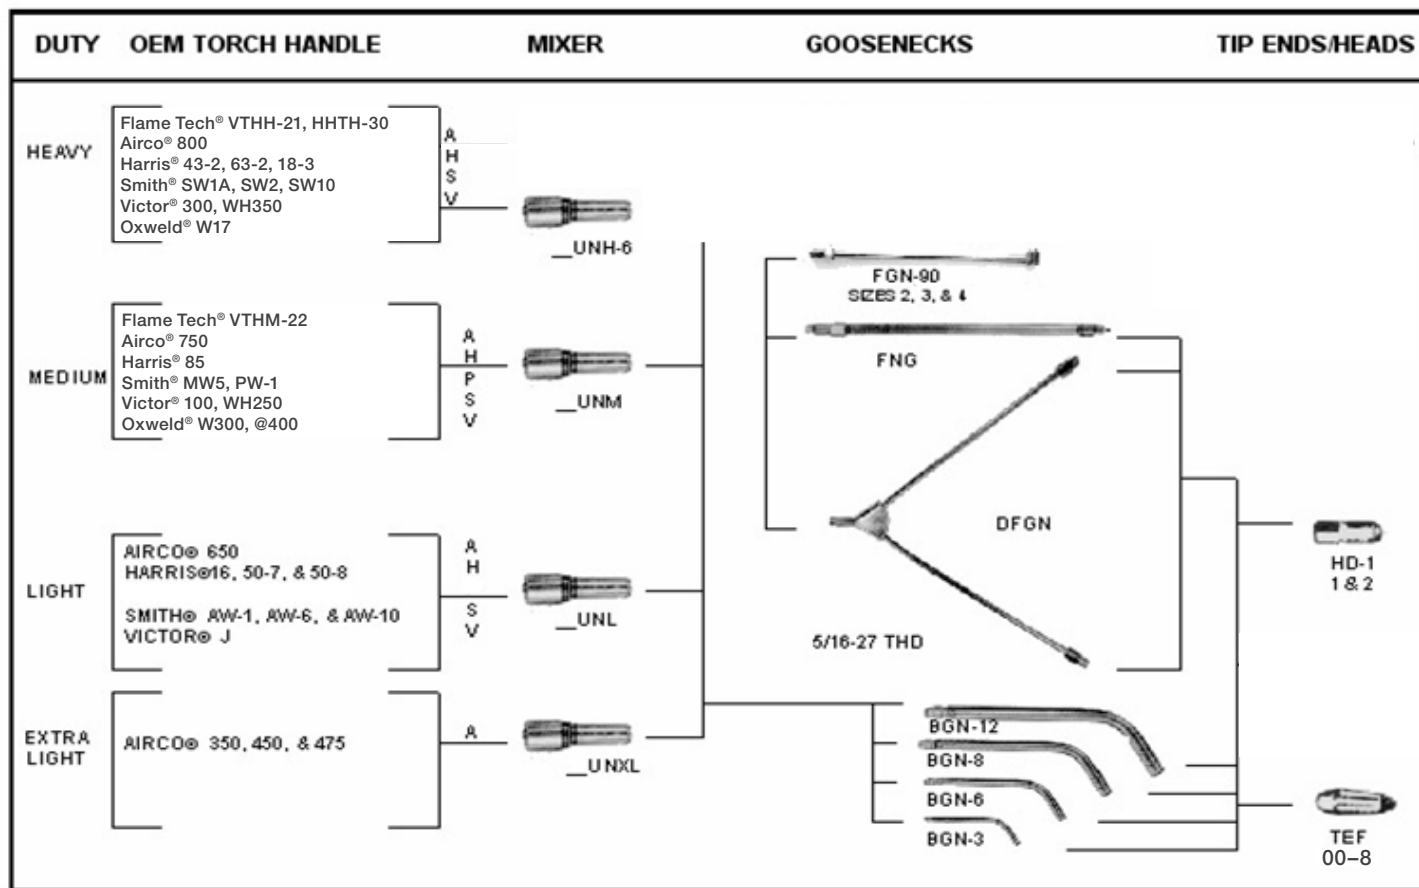 DUTY OEM TORCH HANDLE MIXER GOOSENECKS TIP ENDS/HEADS
HEAVY
Flame Tech® VTHH-21, HHTH-30
Airco® 800
Harris® 43-2, 63-2, 18-3
Smith® SW1A, SW2, SW10
Victor® 300, WH350
Oxweld® W17
A
H
S
V
__UNH-6
FGN-90
SIZES 2, 3, & 4
MEDIUM
Flame Tech® VTHM-22
Airco® 750
Harris® 85
Smith® MW5, PW-1
Victor® 100, WH250
Oxweld® W300, @400
A
H
P
S
V
__UNM
FNG
DFGN
5/16-27 THD
HD-1
1 & 2
LIGHT
AIRCO® 650
HARRIS®16, 50-7, & 50-8
SMITH® AW-1, AW-6, & AW-10
VICTOR® J
A
H
S
V
__UNL
EXTRA
LIGHT
AIRCO® 350, 450, & 475
A
__UNXL
BGN-12
BGN-8
BGN-6
BGN-3
TEF
00–8